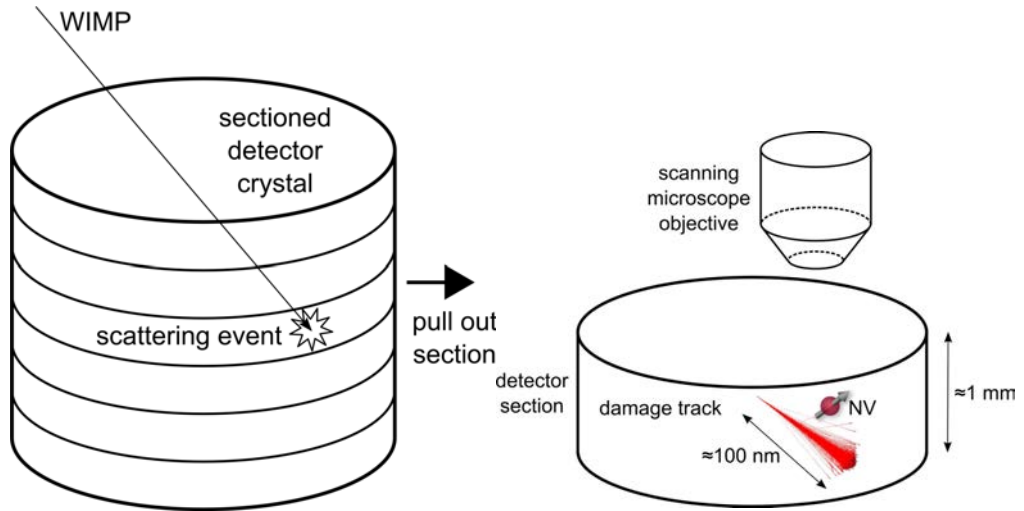 WIMP
sectioned
detector
crystal
scattering event
pull out
section
scanning
microscope
objective
detector
section
damage track
NV
≈100 nm
≈1 mm